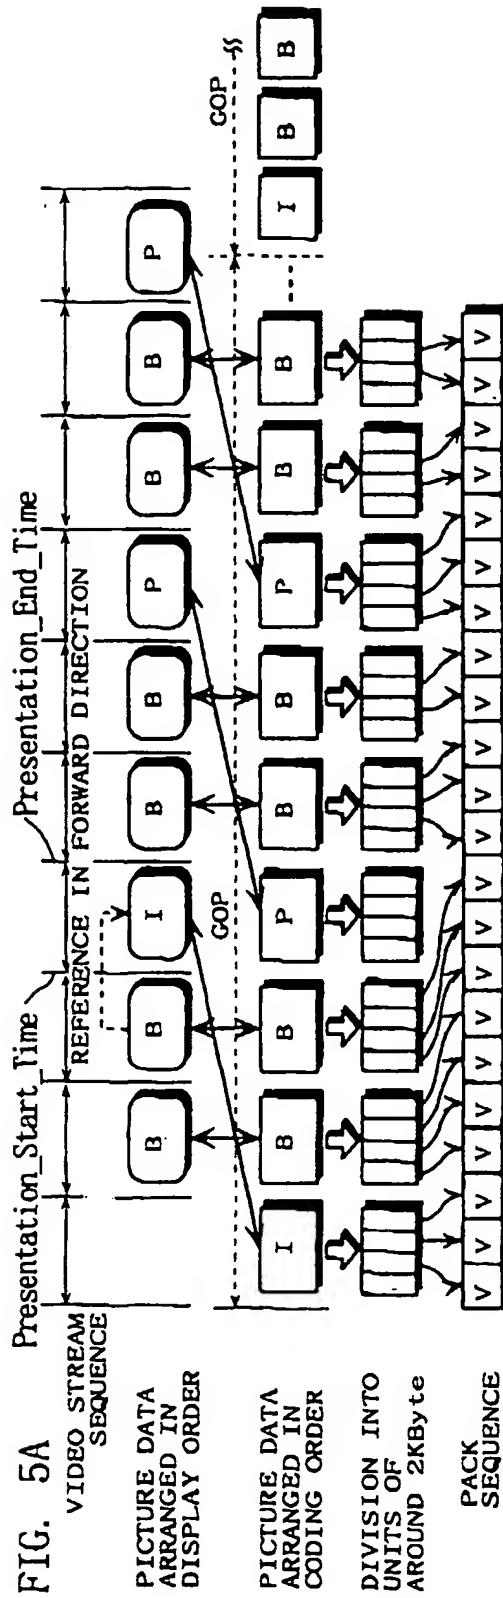 FIG. 5A
Presentation_Start_Time
Presentation_End_Time
VIDEO STREAM
SEQUENCE
REFERENCE IN FORWARD DIRECTION
PICTURE DATA
ARRANGED IN
DISPLAY ORDER
B B I B B P B B P
GOP GOP
PICTURE DATA
ARRANGED IN
CODING ORDER
I B B P B B P B B I B B
DIVISION INTO
UNITS OF
AROUND 2KByte
PACK
SEQUENCE
V V V V V V V V V V V V V V V V V V V V V V